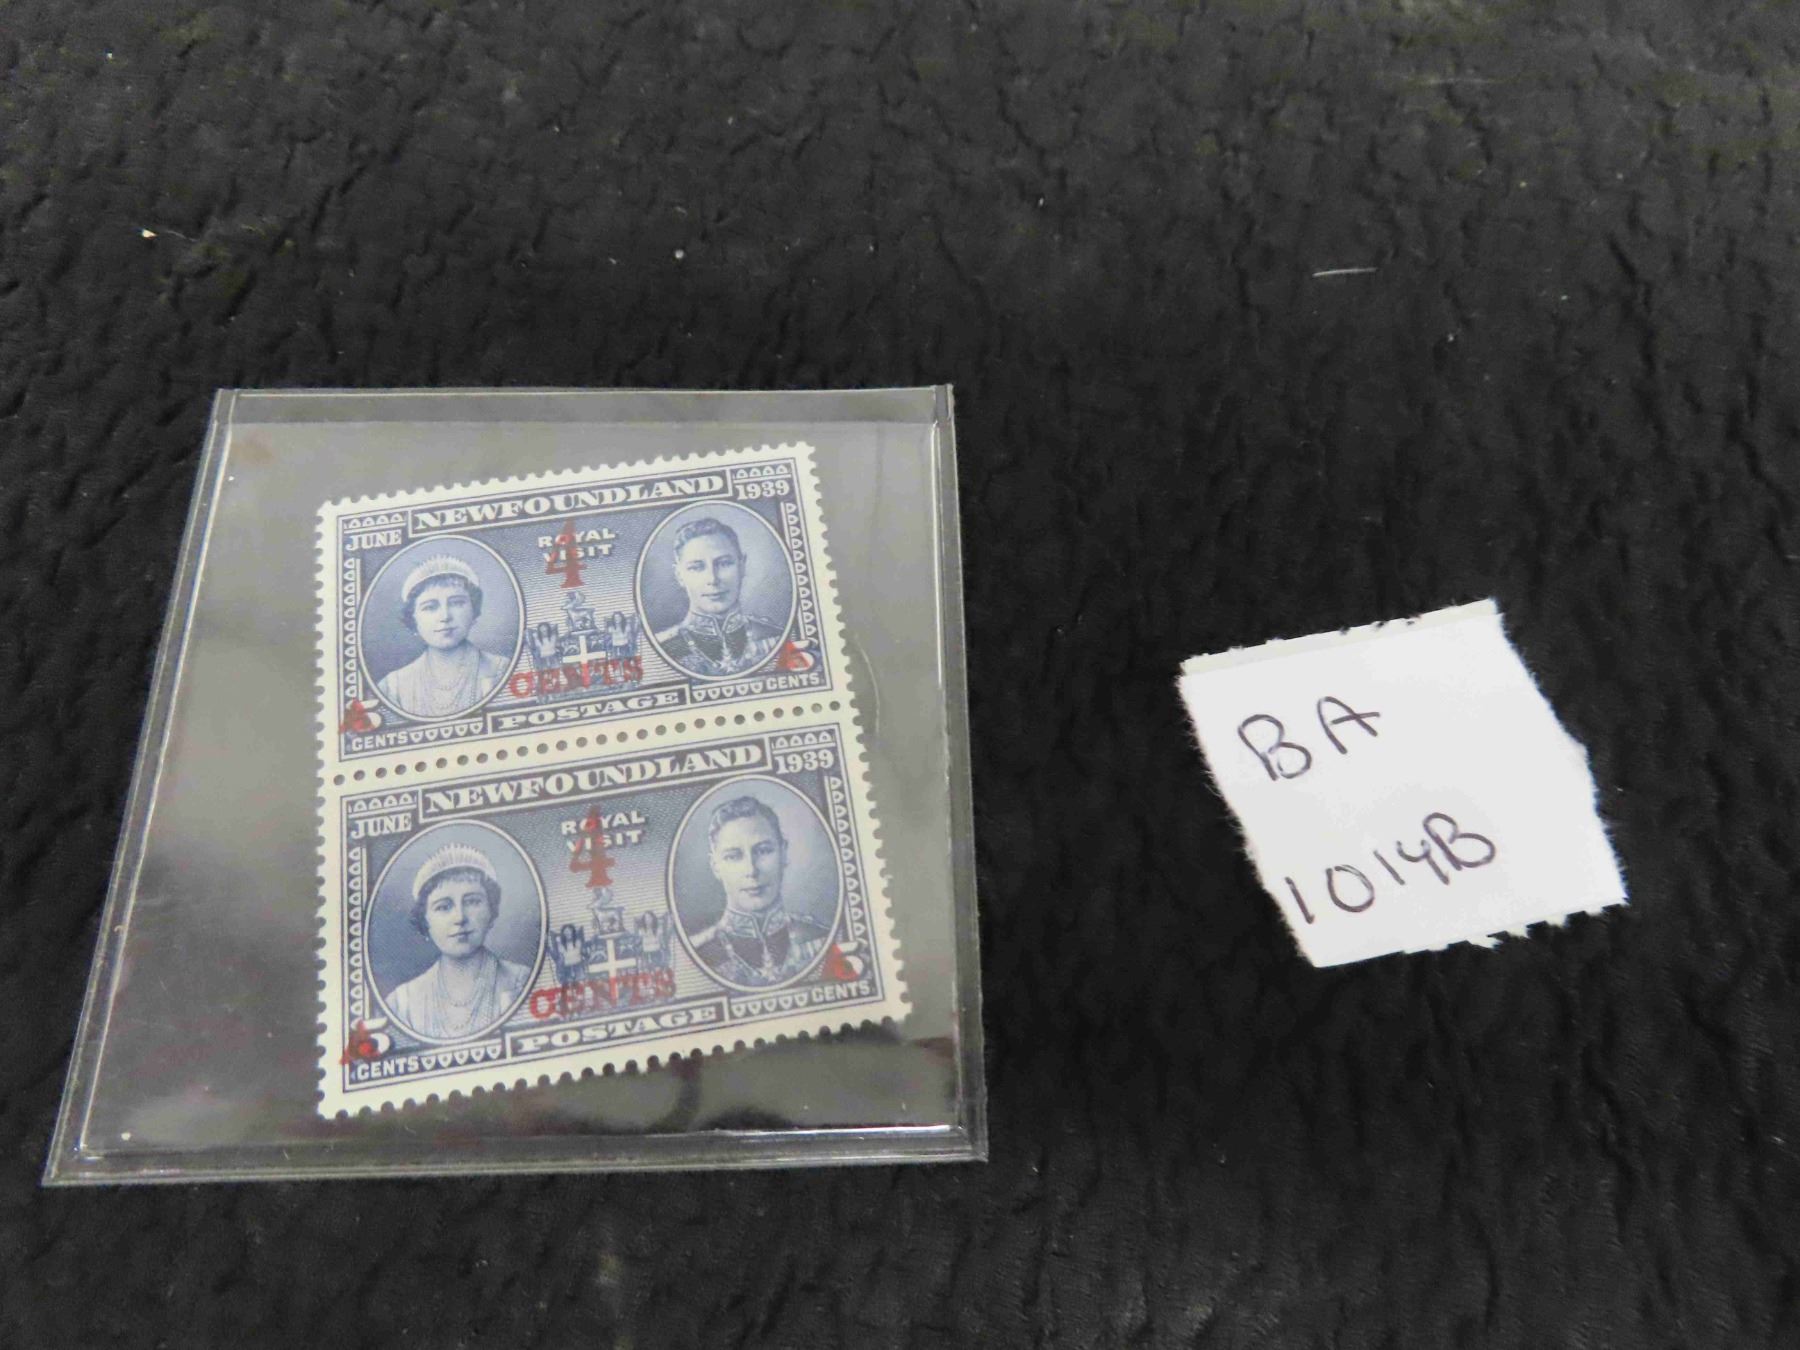 NEWFOUNDLAND
JUNE 1939
ROYAL
VISIT
4
CENTS
5 5
CENTS POSTAGE CENTS
NEWFOUNDLAND
JUNE 1939
ROYAL
VISIT
4
CENTS
5 5
CENTS POSTAGE CENTS
BA
1014B